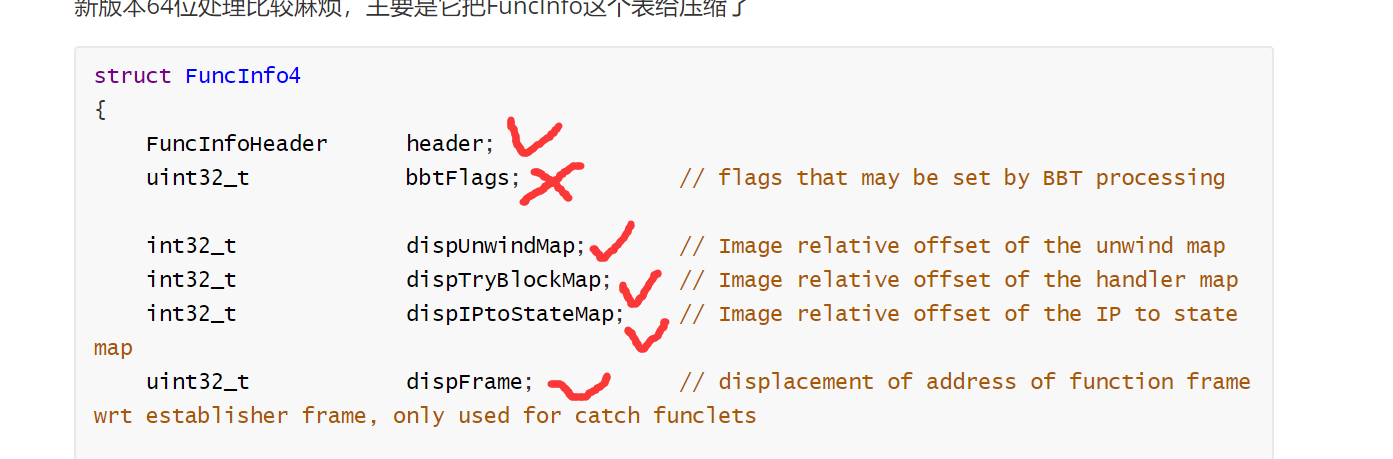 新版本64位处理比较麻烦，主要是它把FuncInfo这个表给压缩了
struct FuncInfo4
{
FuncInfoHeader header;
uint32_t bbtFlags; // flags that may be set by BBT processing
int32_t dispUnwindMap; // Image relative offset of the unwind map
int32_t dispTryBlockMap; // Image relative offset of the handler map
int32_t dispIPtoStateMap; // Image relative offset of the IP to state
map
uint32_t dispFrame; // displacement of address of function frame
wrt establisher frame, only used for catch funclets